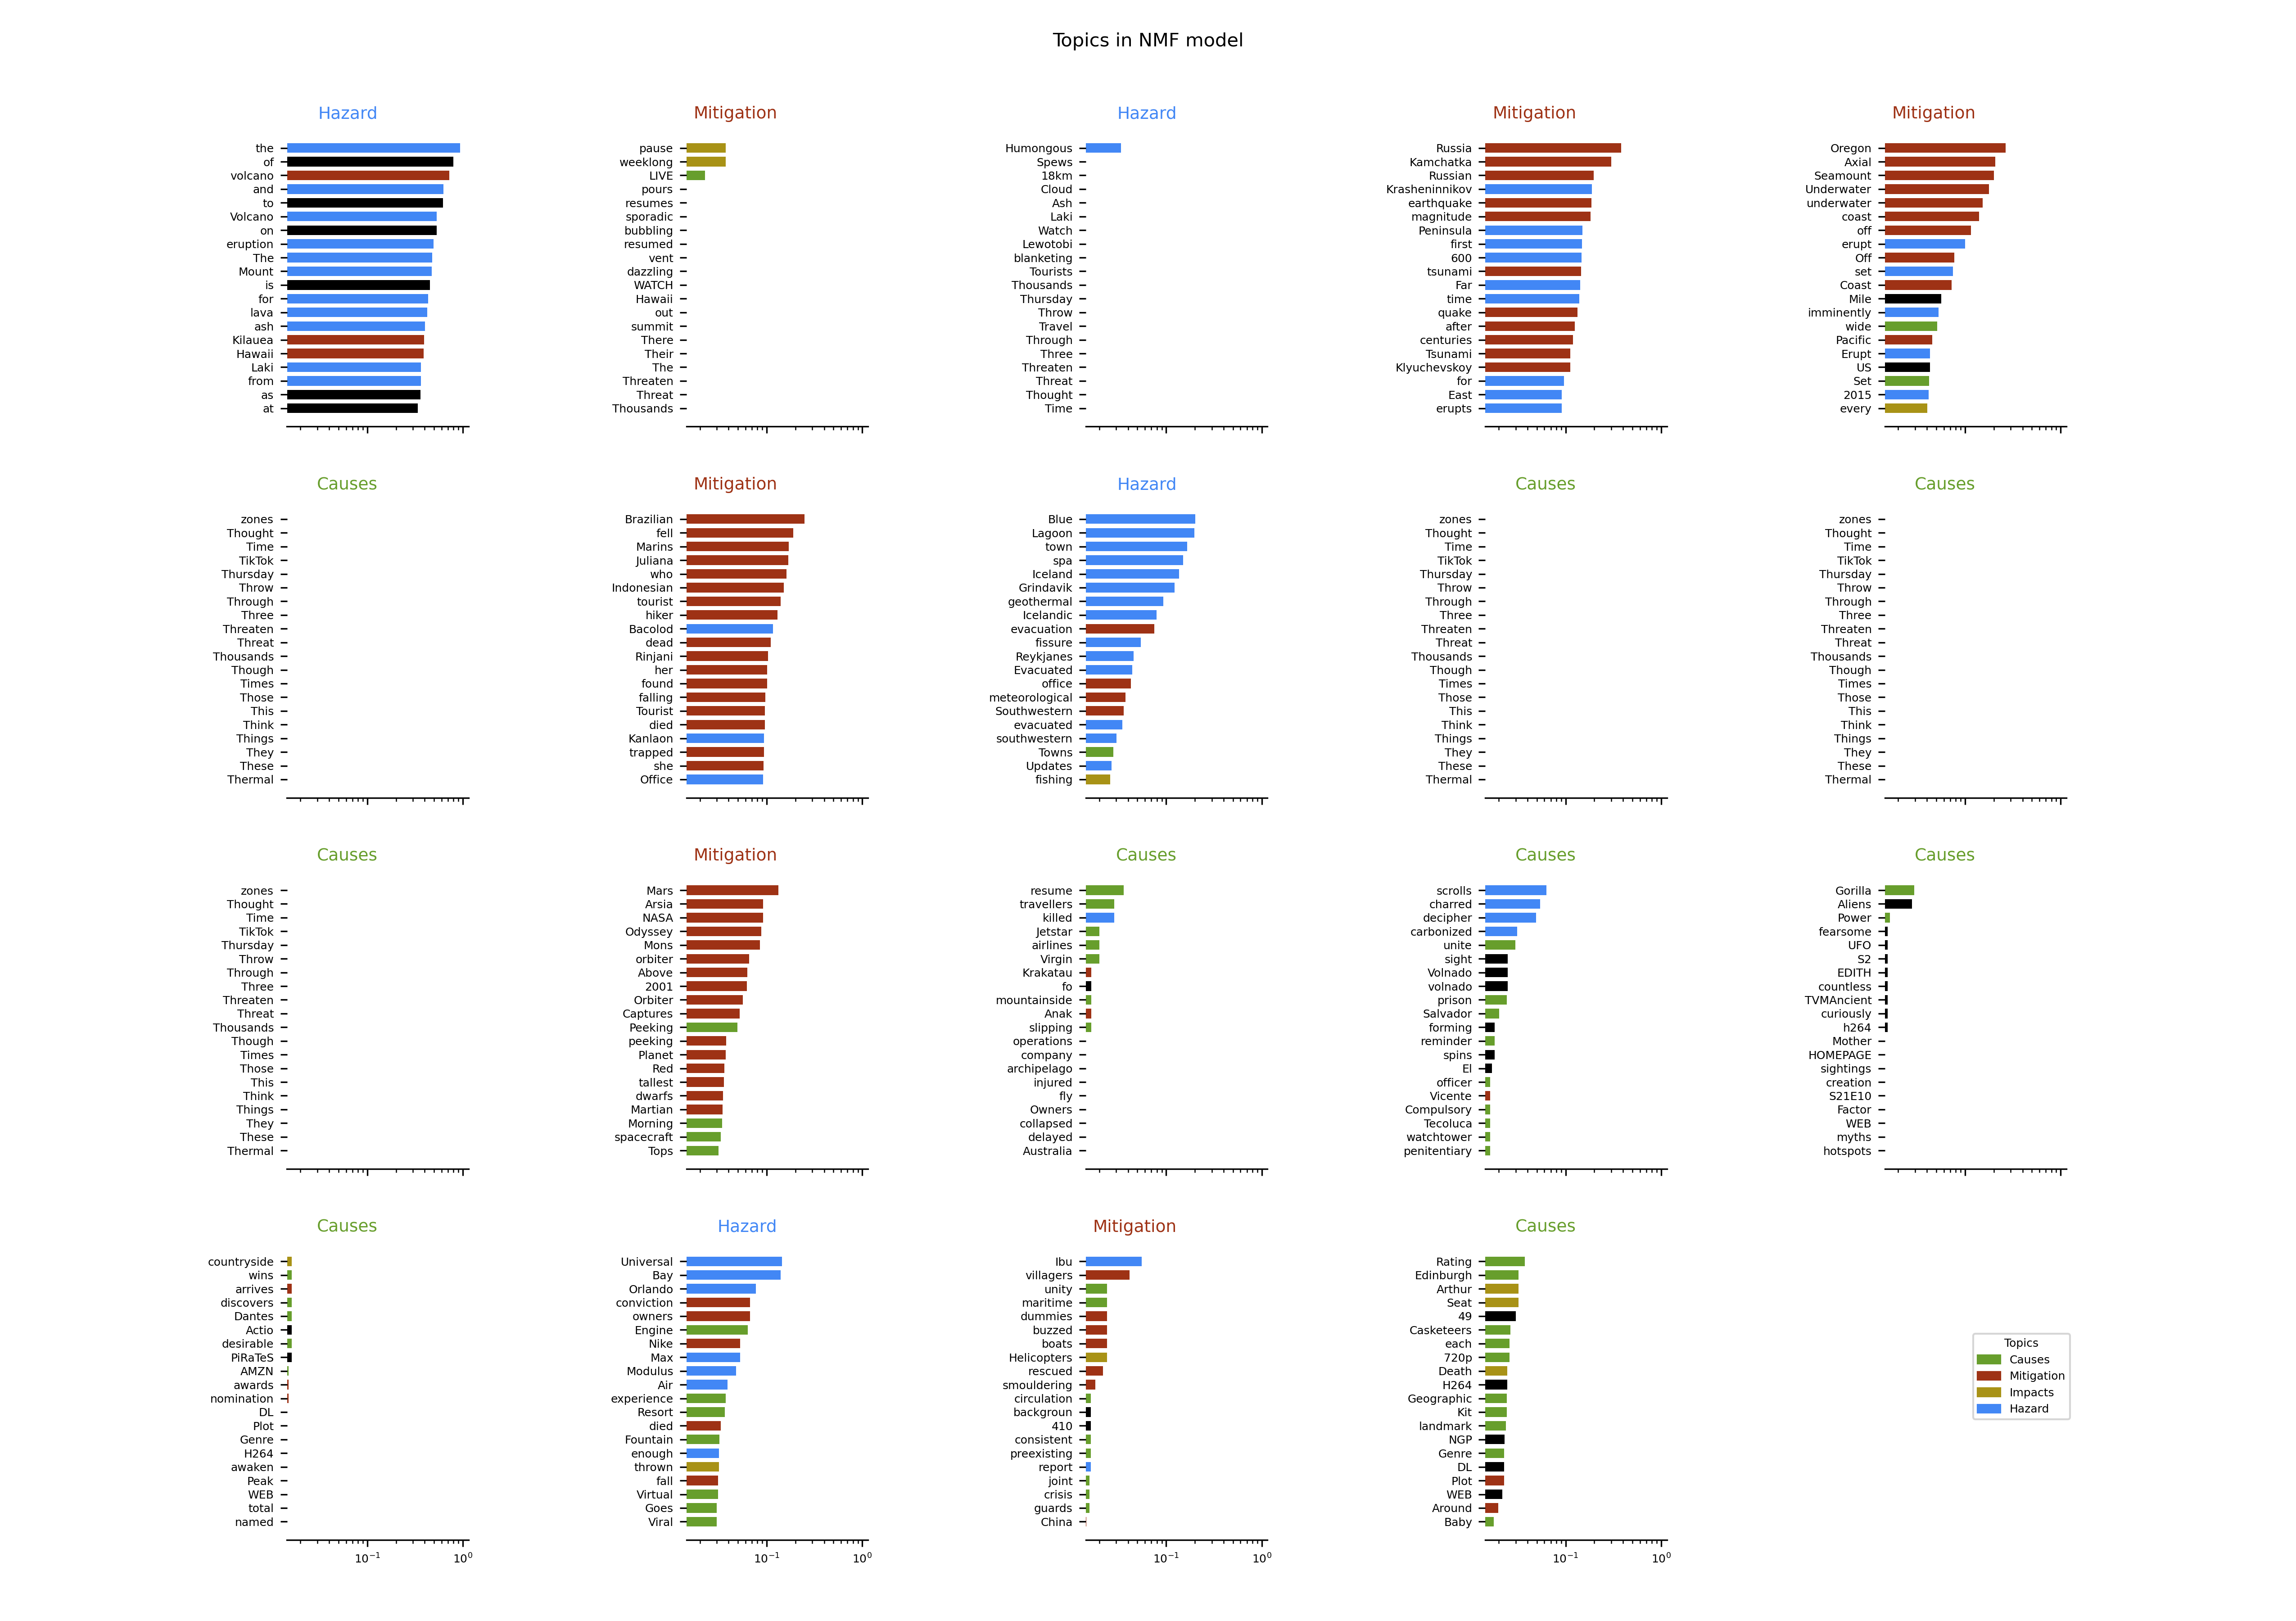 Topics in NMF model
Hazard
the
of
volcano
and
to
Volcano
on
eruption
The
Mount
is
for
lava
ash
Kilauea
Hawaii
Laki
from
as
at
Mitigation
pause
weeklong
LIVE
pours
resumes
sporadic
bubbling
resumed
vent
dazzling
WATCH
Hawaii
out
summit
There
Their
The
Threaten
Threat
Thousands
Hazard
Humongous
Spews
18km
Cloud
Ash
Laki
Watch
Lewotobi
blanketing
Tourists
Thousands
Thursday
Throw
Travel
Through
Three
Threaten
Threat
Thought
Time
Mitigation
Russia
Kamchatka
Russian
Krasheninnikov
earthquake
magnitude
Peninsula
first
600
tsunami
Far
time
quake
after
centuries
Tsunami
Klyuchevskoy
for
East
erupts
Mitigation
Oregon
Axial
Seamount
Underwater
underwater
coast
off
erupt
Off
set
Coast
Mile
imminently
wide
Pacific
Erupt
US
Set
2015
every
Causes
zones
Thought
Time
TikTok
Thursday
Throw
Through
Three
Threaten
Threat
Thousands
Though
Times
Those
This
Think
Things
They
These
Thermal
Mitigation
Brazilian
fell
Marins
Juliana
who
Indonesian
tourist
hiker
Bacolod
dead
Rinjani
her
found
falling
Tourist
died
Kanlaon
trapped
she
Office
Hazard
Blue
Lagoon
town
spa
Iceland
Grindavik
geothermal
Icelandic
evacuation
fissure
Reykjanes
Evacuated
office
meteorological
Southwestern
evacuated
southwestern
Towns
Updates
fishing
Causes
zones
Thought
Time
TikTok
Thursday
Throw
Through
Three
Threaten
Threat
Thousands
Though
Times
Those
This
Think
Things
They
These
Thermal
Causes
zones
Thought
Time
TikTok
Thursday
Throw
Through
Three
Threaten
Threat
Thousands
Though
Times
Those
This
Think
Things
They
These
Thermal
Causes
zones
Thought
Time
TikTok
Thursday
Throw
Through
Three
Threaten
Threat
Thousands
Though
Times
Those
This
Think
Things
They
These
Thermal
Mitigation
Mars
Arsia
NASA
Odyssey
Mons
orbiter
Above
2001
Orbiter
Captures
Peeking
peeking
Planet
Red
tallest
dwarfs
Martian
Morning
spacecraft
Tops
Causes
resume
travellers
killed
Jetstar
airlines
Virgin
Krakatau
fo
mountainside
Anak
slipping
operations
company
archipelago
injured
fly
Owners
collapsed
delayed
Australia
Causes
scrolls
charred
decipher
carbonized
unite
sight
Volnado
volnado
prison
Salvador
forming
reminder
spins
El
officer
Vicente
Compulsory
Tecoluca
watchtower
penitentiary
Causes
Gorilla
Aliens
Power
fearsome
UFO
S2
EDITH
countless
TVMAncient
curiously
h264
Mother
HOMEPAGE
sightings
creation
S21E10
Factor
WEB
myths
hotspots
Causes
countryside
wins
arrives
discovers
Dantes
Actio
desirable
PiRaTeS
AMZN
awards
nomination
DL
Plot
Genre
H264
awaken
Peak
WEB
total
named
10⁻¹ 10⁰
Hazard
Universal
Bay
Orlando
conviction
owners
Engine
Nike
Max
Modulus
Air
experience
Resort
died
Fountain
enough
thrown
fall
Virtual
Goes
Viral
10⁻¹ 10⁰
Mitigation
Ibu
villagers
unity
maritime
dummies
buzzed
boats
Helicopters
rescued
smouldering
circulation
backgroun
410
consistent
preexisting
report
joint
crisis
guards
China
10⁻¹ 10⁰
Causes
Rating
Edinburgh
Arthur
Seat
49
Casketeers
each
720p
Death
H264
Geographic
Kit
landmark
NGP
Genre
DL
Plot
WEB
Around
Baby
10⁻¹ 10⁰
Topics
Causes
Mitigation
Impacts
Hazard